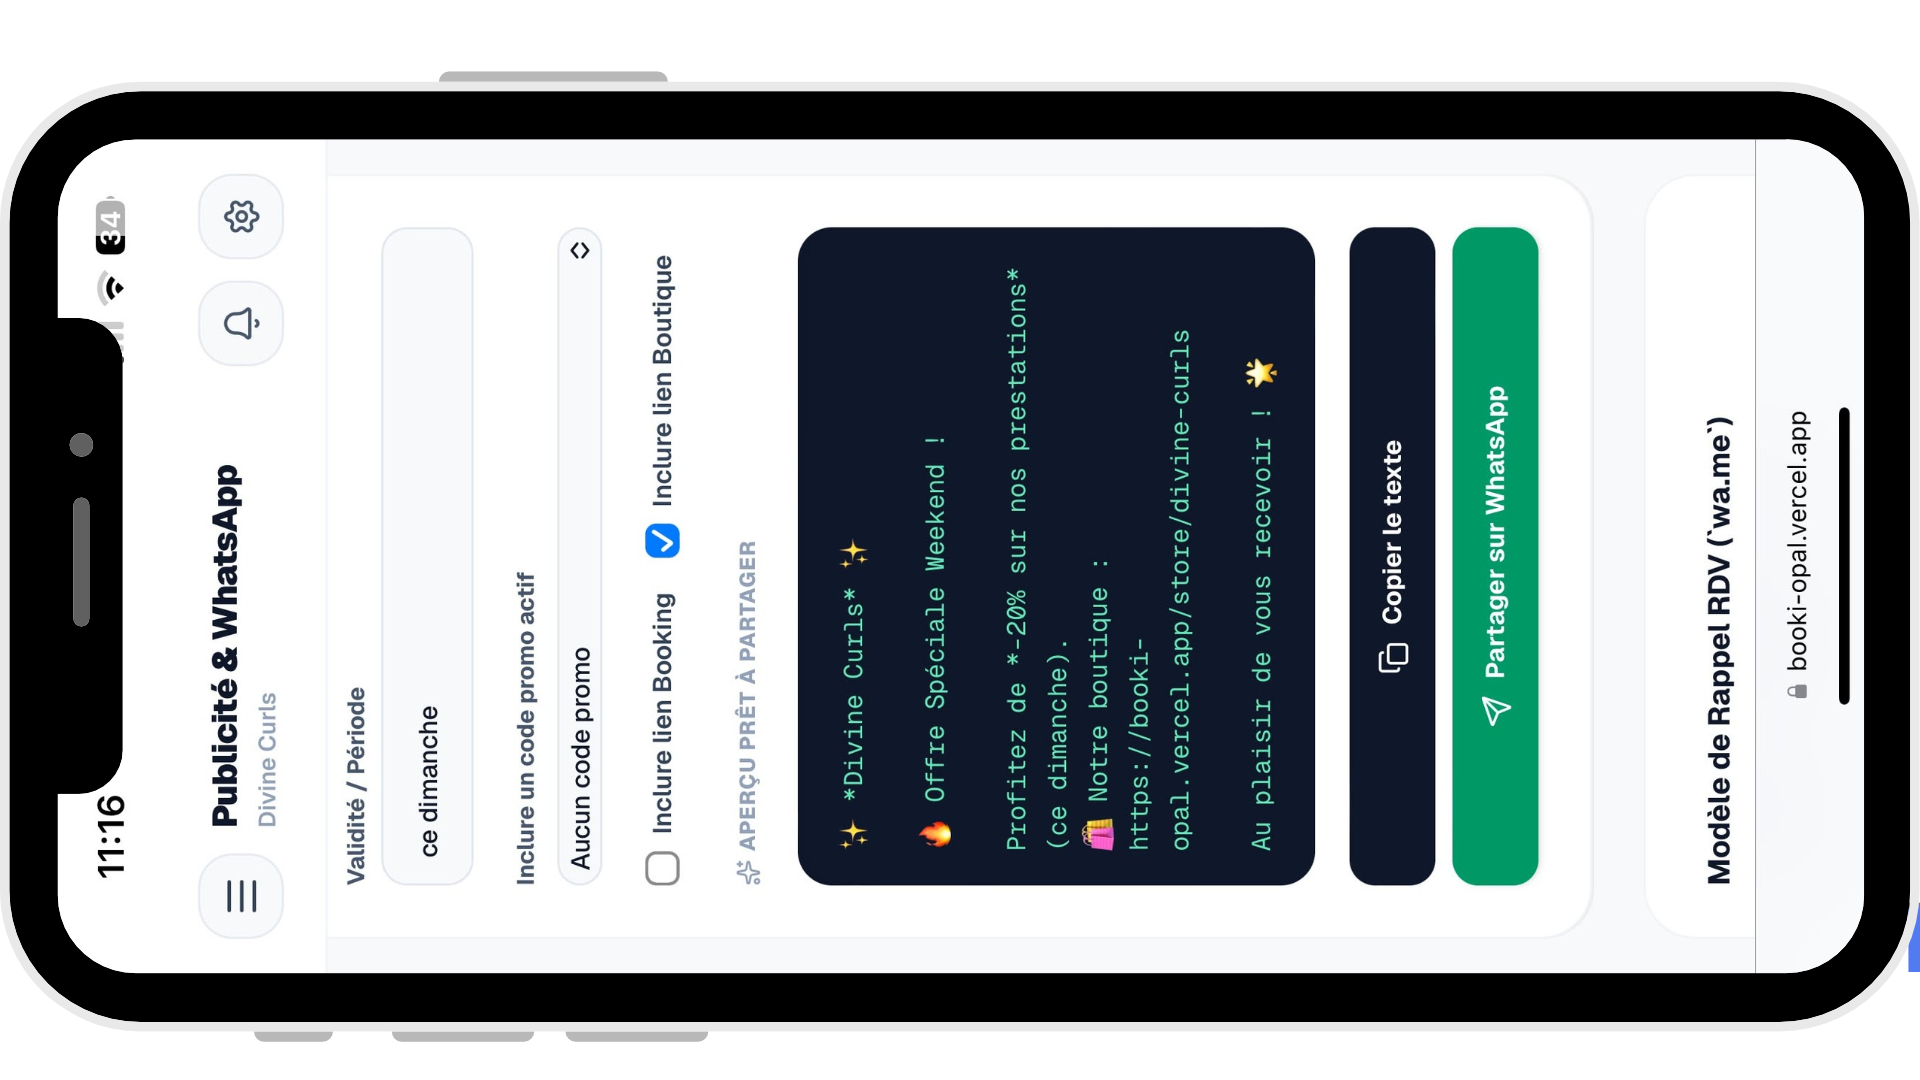 11:16
34
Publicité & WhatsApp
Divine Curls
Validité / Période
ce dimanche
Inclure un code promo actif
Aucun code promo
Inclure lien Booking
Inclure lien Boutique
APERÇU PRÊT À PARTAGER
✨ *Divine Curls* ✨
🔥 Offre Spéciale Weekend !
Profitez de *-20% sur nos prestations*
(ce dimanche).
🛍️ Notre boutique :
https://booki-
opal.vercel.app/store/divine-curls
Au plaisir de vous recevoir ! 🌟
Copier le texte
Partager sur WhatsApp
Modèle de Rappel RDV (`wa.me`)
booki-opal.vercel.app